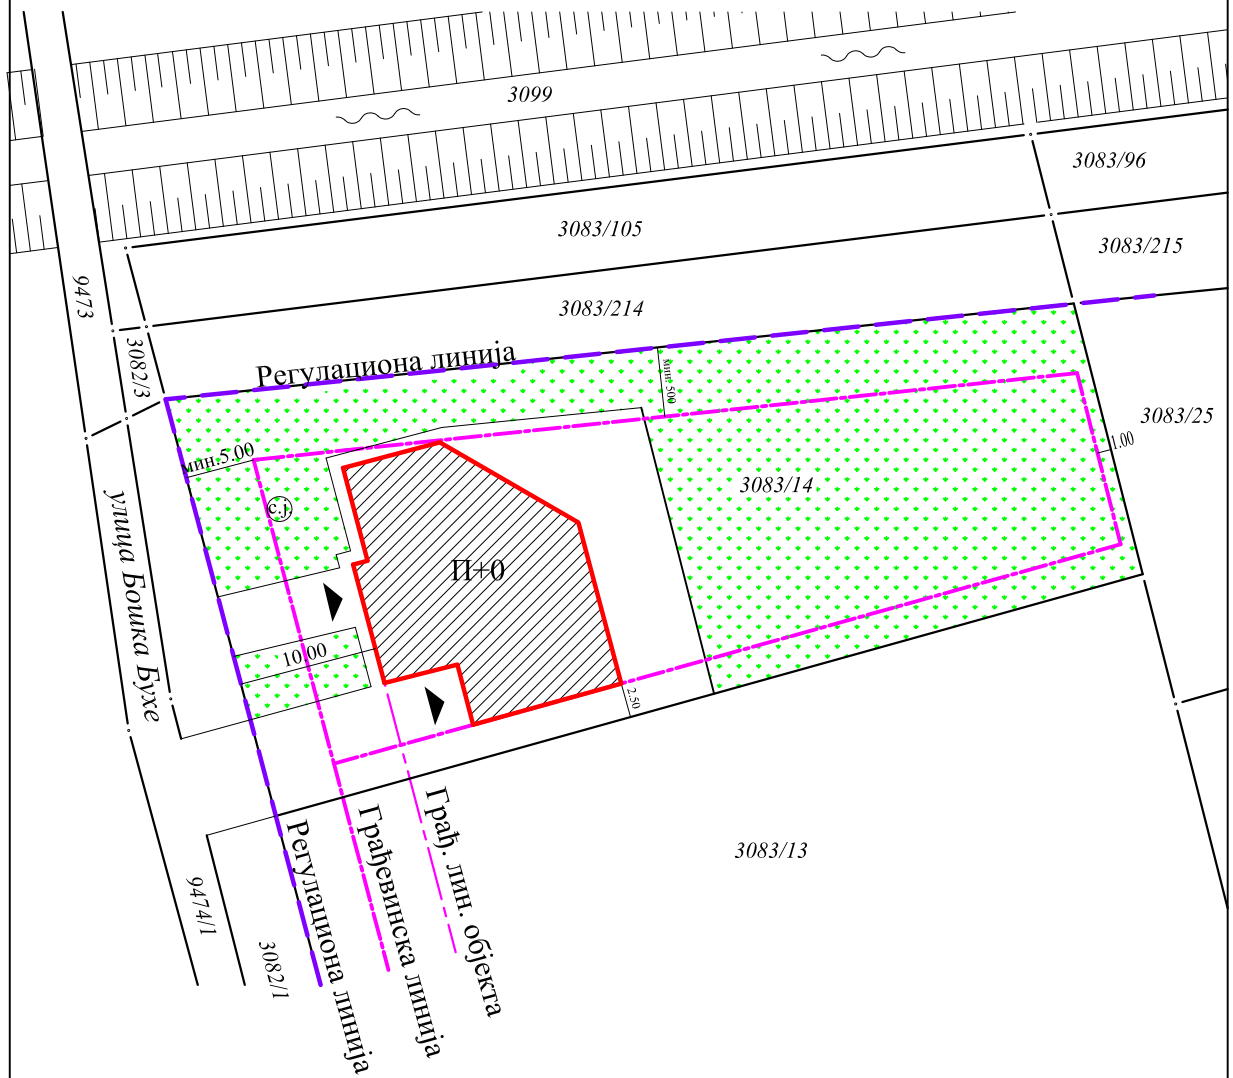 3099
3083/96
3083/105
3083/215
9473
3083/214
3082/3
Регулациона линија
мин. 500
3083/25
мин.5.00
1.00
3083/14
с.ј.
улица Бошка Бухе
П+0
10.00
2.50
Грађ. лин. објекта
Грађевинска линија
Регулациона линија
3083/13
9474/1
3082/1